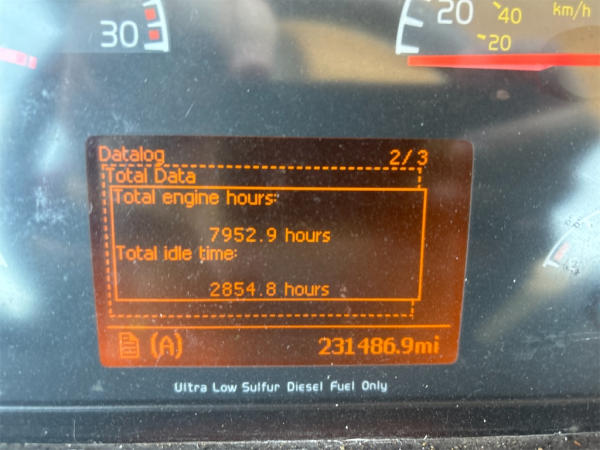 30
20
40
km/h
20
Datalog 2/3
Total Data
Total engine hours:
7952.9 hours
Total idle time:
2854.8 hours
(A) 231486.9mi
Ultra Low Sulfur Diesel Fuel Only